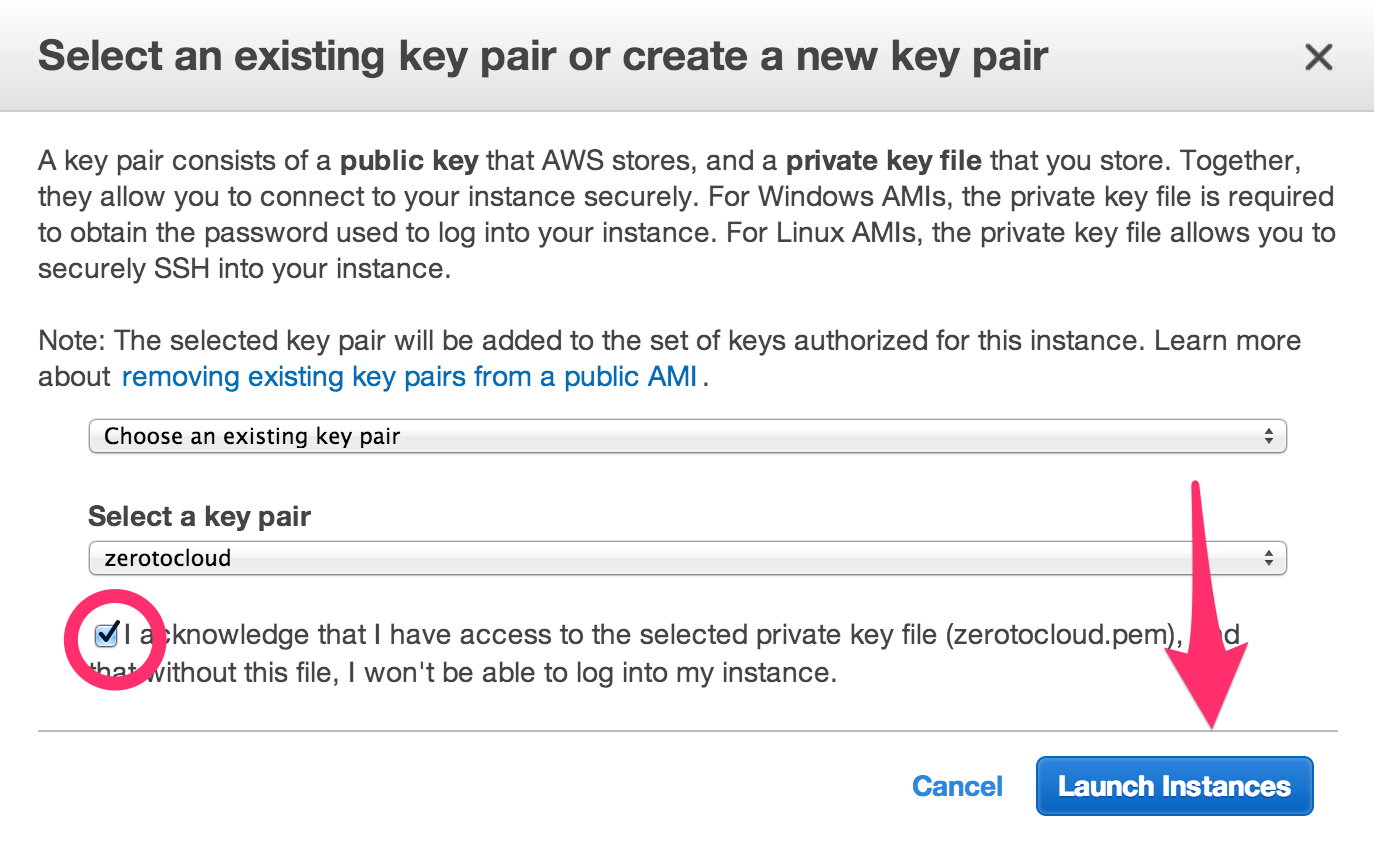 Select an existing key pair or create a new key pair
A key pair consists of a public key that AWS stores, and a private key file that you store. Together,
they allow you to connect to your instance securely. For Windows AMIs, the private key file is required
to obtain the password used to log into your instance. For Linux AMIs, the private key file allows you to
securely SSH into your instance.
Note: The selected key pair will be added to the set of keys authorized for this instance. Learn more
about removing existing key pairs from a public AMI .
Choose an existing key pair
Select a key pair
zerotocloud
I acknowledge that I have access to the selected private key file (zerotocloud.pem), and
that without this file, I won't be able to log into my instance.
Cancel
Launch Instances